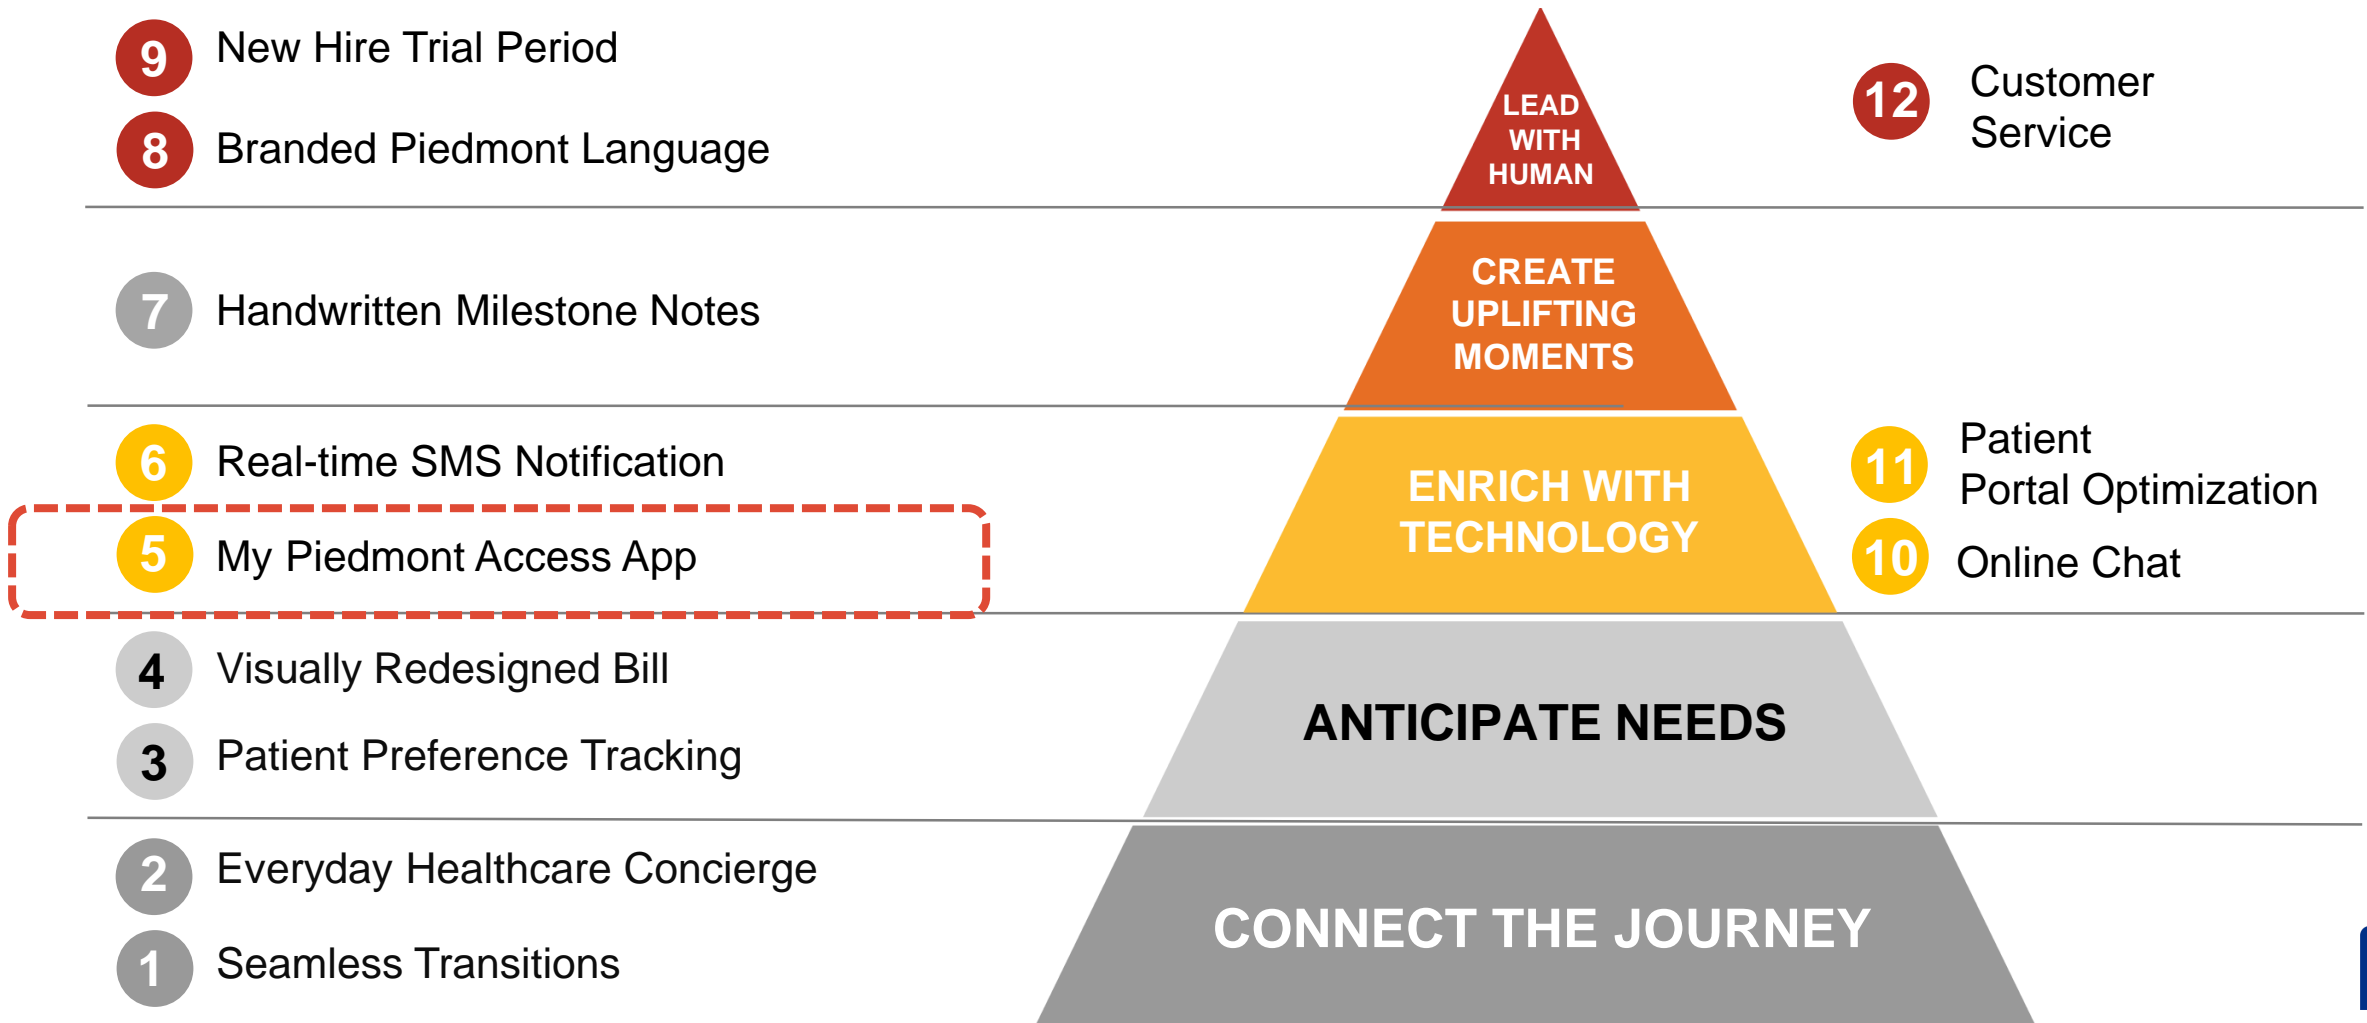 9 New Hire Trial Period
8 Branded Piedmont Language
LEAD
WITH
HUMAN
12 Customer
Service
7 Handwritten Milestone Notes
CREATE
UPLIFTING
MOMENTS
6 Real-time SMS Notification
5 My Piedmont Access App
ENRICH WITH
TECHNOLOGY
11 Patient
Portal Optimization
10 Online Chat
4 Visually Redesigned Bill
3 Patient Preference Tracking
ANTICIPATE NEEDS
2 Everyday Healthcare Concierge
1 Seamless Transitions
CONNECT THE JOURNEY